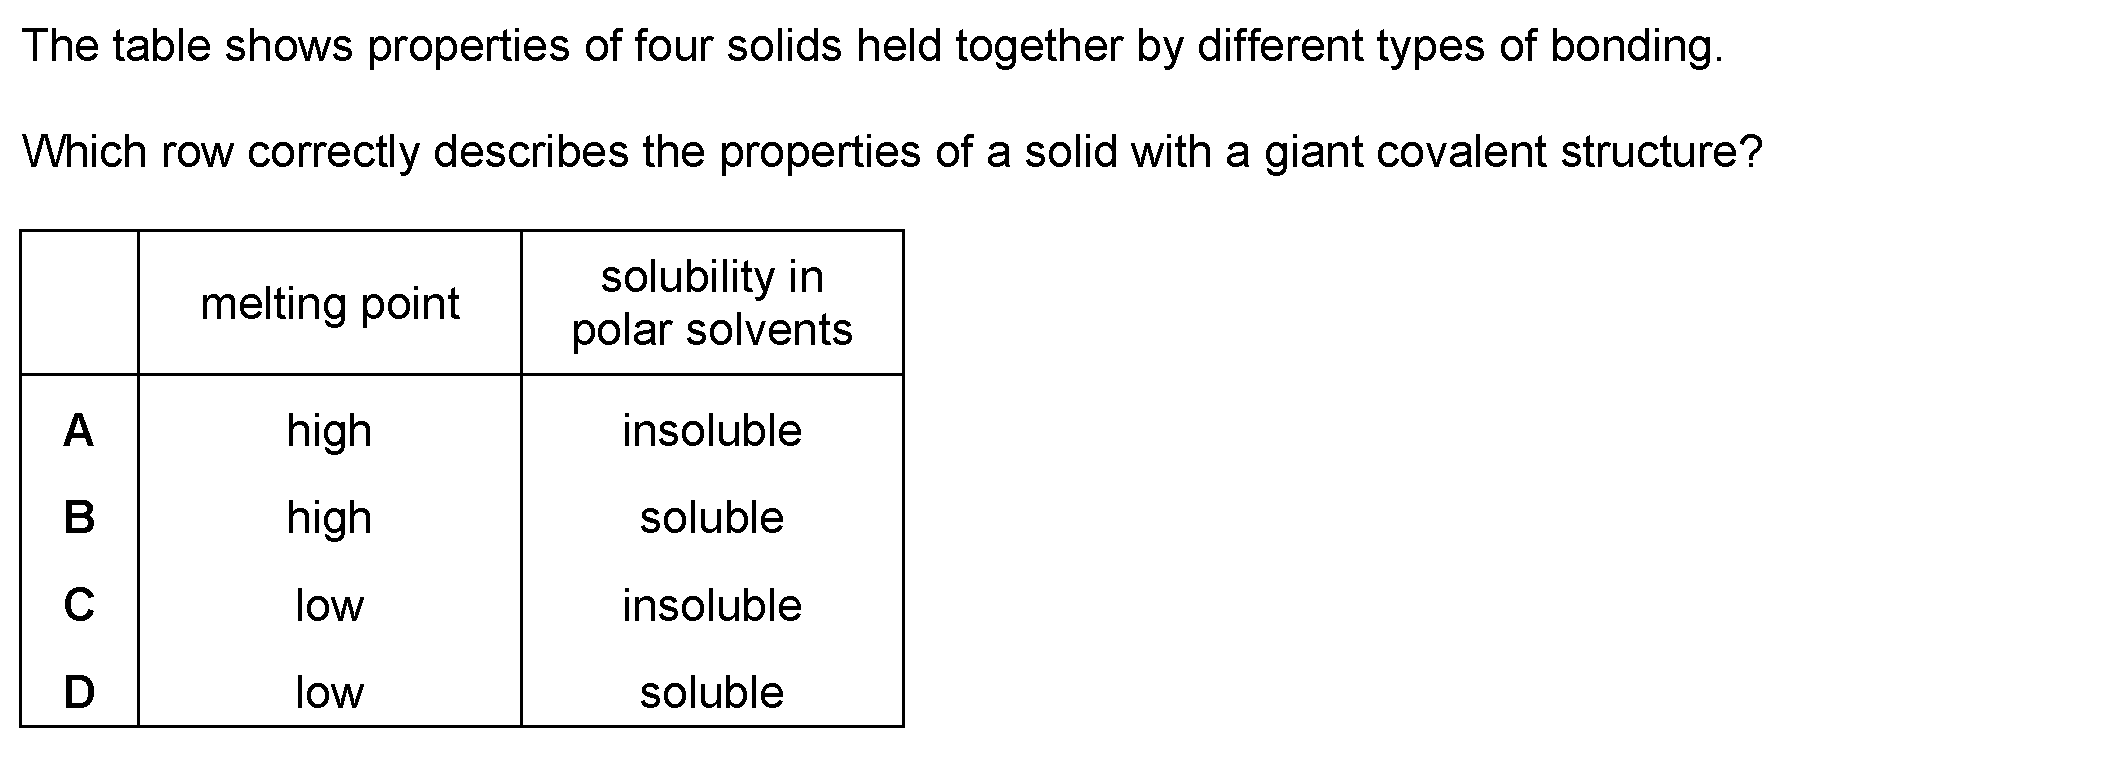 The table shows properties of four solids held together by different types of bonding.
Which row correctly describes the properties of a solid with a giant covalent structure?
melting point solubility in
polar solvents
A high insoluble
B high soluble
C low insoluble
D low soluble